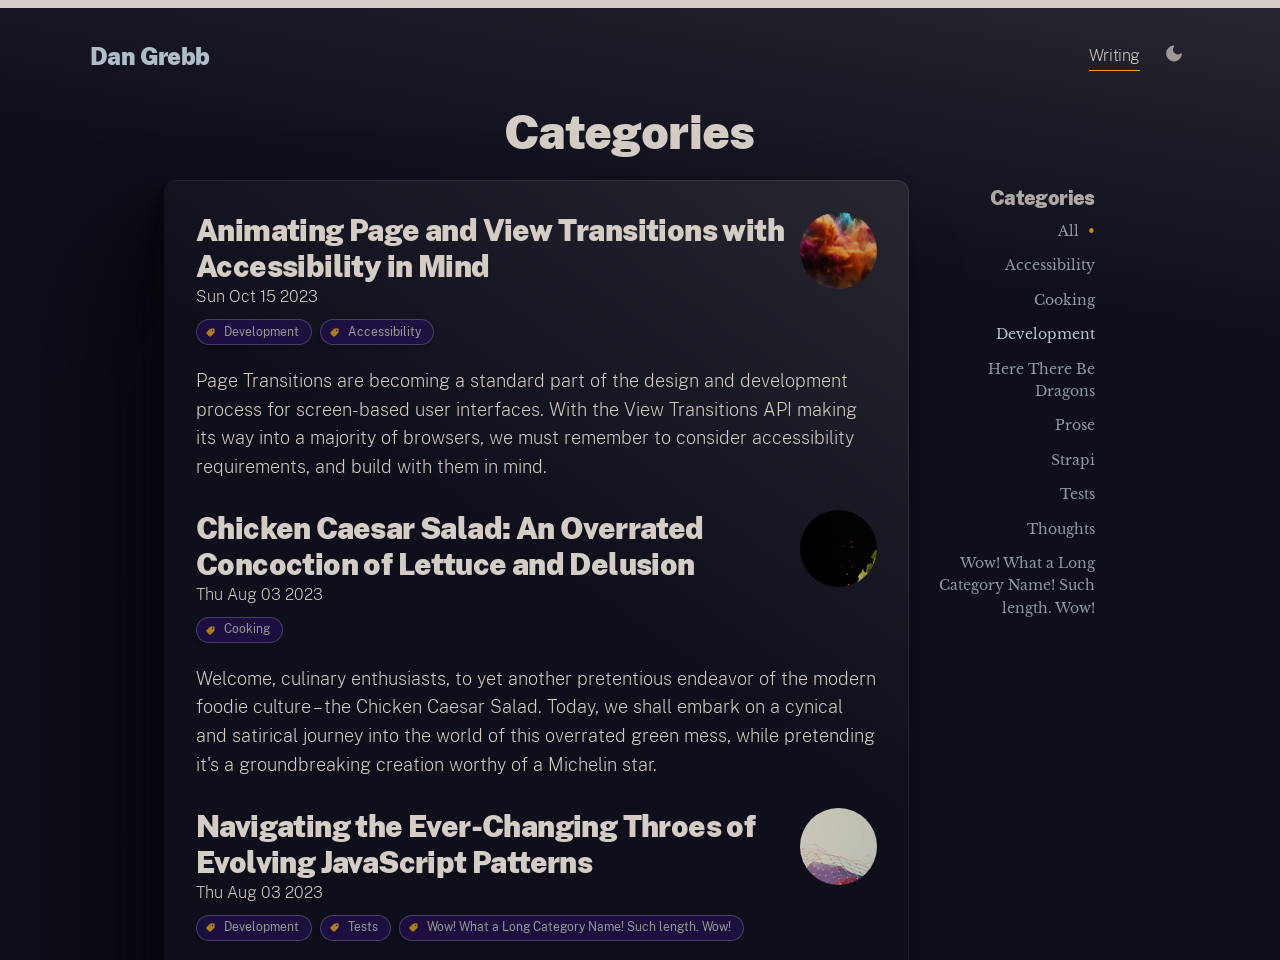 Dan Grebb
Writing
Categories
Animating Page and View Transitions with
Accessibility in Mind
Sun Oct 15 2023
Development
Accessibility
Page Transitions are becoming a standard part of the design and development
process for screen-based user interfaces. With the View Transitions API making
its way into a majority of browsers, we must remember to consider accessibility
requirements, and build with them in mind.
Chicken Caesar Salad: An Overrated
Concoction of Lettuce and Delusion
Thu Aug 03 2023
Cooking
Welcome, culinary enthusiasts, to yet another pretentious endeavor of the modern
foodie culture – the Chicken Caesar Salad. Today, we shall embark on a cynical
and satirical journey into the world of this overrated green mess, while pretending
it's a groundbreaking creation worthy of a Michelin star.
Navigating the Ever-Changing Throes of
Evolving JavaScript Patterns
Thu Aug 03 2023
Development
Tests
Wow! What a Long Category Name! Such length. Wow!
Categories
All •
Accessibility
Cooking
Development
Here There Be
Dragons
Prose
Strapi
Tests
Thoughts
Wow! What a Long
Category Name! Such
length. Wow!